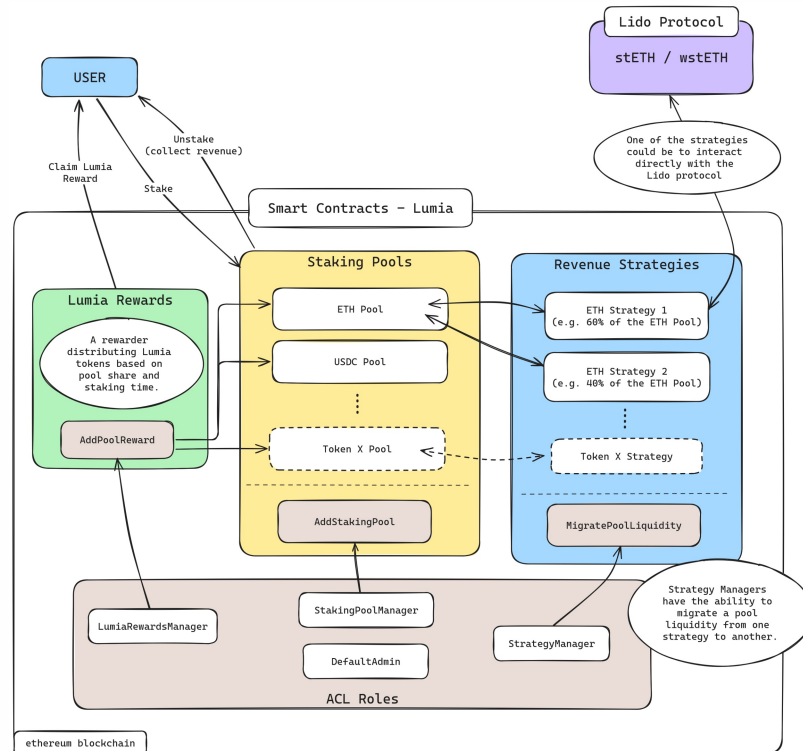 Lido Protocol
stETH / wstETH
USER
One of the strategies
could be to interact
directly with the
Lido protocol
Unstake
(collect revenue)
Claim Lumia
Reward
Stake
Smart Contracts – Lumia
Staking Pools
Revenue Strategies
Lumia Rewards
A rewarder
distributing Lumia
tokens based on
pool share and
staking time.
ETH Pool
ETH Strategy 1
(e.g. 60% of the ETH Pool)
USDC Pool
ETH Strategy 2
(e.g. 40% of the ETH Pool)
AddPoolReward
Token X Pool
Token X Strategy
AddStakingPool
MigratePoolLiquidity
Strategy Managers
have the ability to
migrate a pool
liquidity from one
strategy to another.
LumiaRewardsManager
StakingPoolManager
StrategyManager
DefaultAdmin
ACL Roles
ethereum blockchain